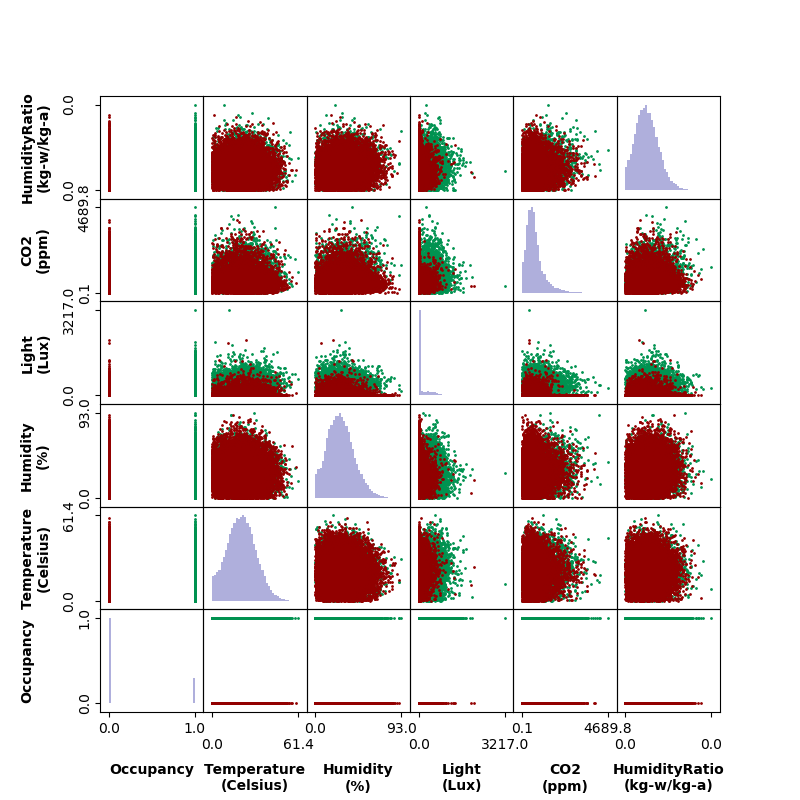 HumidityRatio
(kg-w/kg-a)
0.0
0.0
CO2
(ppm)
4689.8
0.1
Light
(Lux)
3217.0
0.0
Humidity
(%)
93.0
0.0
Temperature
(Celsius)
61.4
0.0
Occupancy
1.0
0.0
0.0 1.0 0.0 93.0 0.1 4689.8
0.0 61.4 0.0 3217.0 0.0 0.0
Occupancy Temperature Humidity Light CO2 HumidityRatio
(Celsius) (%) (Lux) (ppm) (kg-w/kg-a)